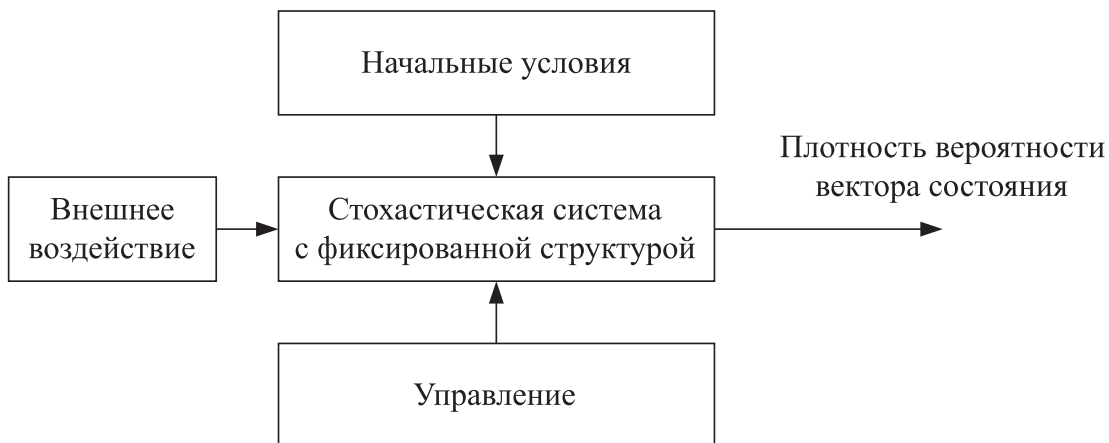 Начальные условия
Плотность вероятности
вектора состояния
Внешнее
воздействие
Стохастическая система
с фиксированной структурой
Управление